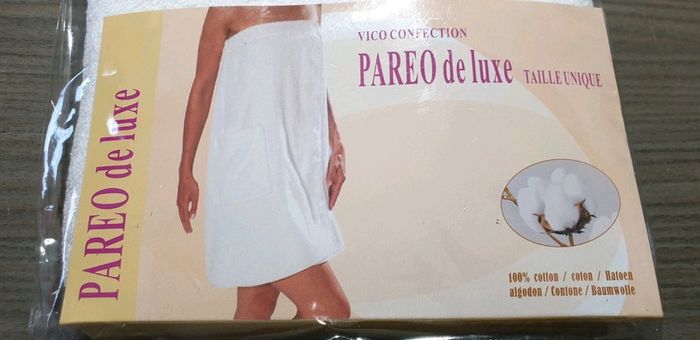 PAREO de luxe
VICO CONFECTION
PAREO de luxe TAILLE UNIQUE
100% cotton / coton / Hatoen
algodon / Contone / Baumwolle